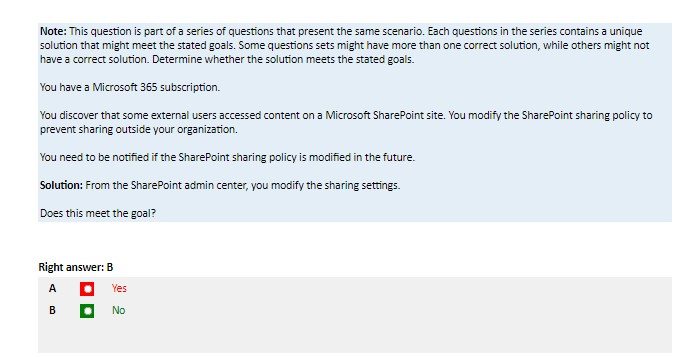 Note: This question is part of a series of questions that present the same scenario. Each questions in the series contains a unique
solution that might meet the stated goals. Some questions sets might have more than one correct solution, while others might not
have a correct solution. Determine whether the solution meets the stated goals.
You have a Microsoft 365 subscription.
You discover that some external users accessed content on a Microsoft SharePoint site. You modify the SharePoint sharing policy to
prevent sharing outside your organization.
You need to be notified if the SharePoint sharing policy is modified in the future.
Solution: From the SharePoint admin center, you modify the sharing settings.
Does this meet the goal?
Right answer: B
A Yes
B No